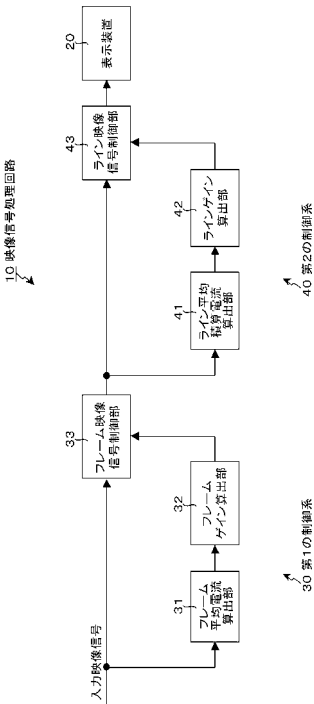 10 映像信号処理回路
入力映像信号
31
フレーム
平均電流
算出部
32
フレーム
ゲイン算出部
33
フレーム映像
信号制御部
30 第1の制御系
41
ライン平均
積算電流
算出部
42
ラインゲイン
算出部
43
ライン映像
信号制御部
40 第2の制御系
20
表示装置